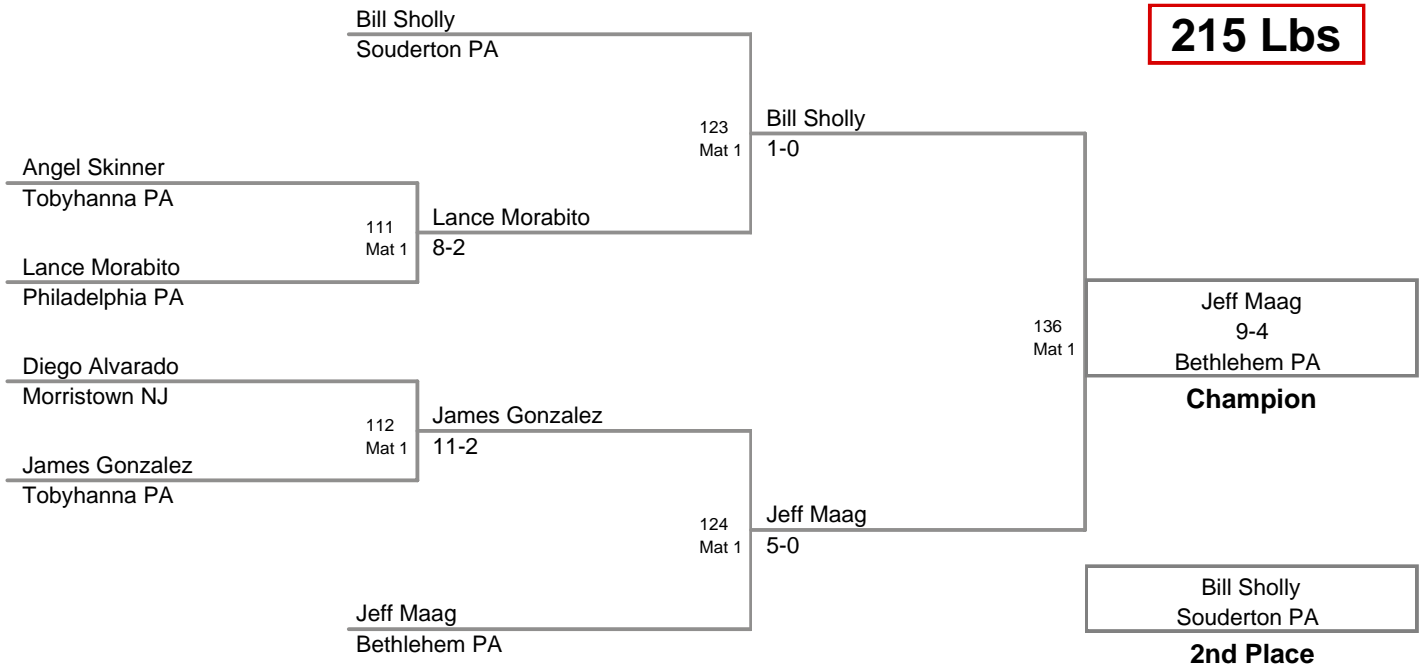 215 Lbs
Bill Sholly
Souderton PA
123
Mat 1
Bill Sholly
1-0
Angel Skinner
Tobyhanna PA
111
Mat 1
Lance Morabito
8-2
Lance Morabito
Philadelphia PA
136
Mat 1
Jeff Maag
9-4
Bethlehem PA
Champion
Diego Alvarado
Morristown NJ
112
Mat 1
James Gonzalez
11-2
James Gonzalez
Tobyhanna PA
124
Mat 1
Jeff Maag
5-0
Jeff Maag
Bethlehem PA
Bill Sholly
Souderton PA
2nd Place